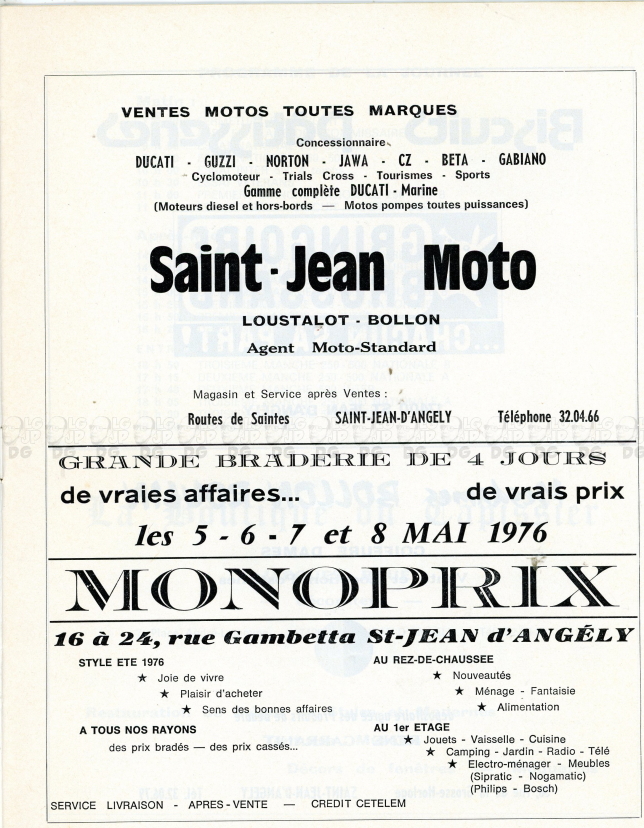 VENTES MOTOS TOUTES MARQUES
Concessionnaire
DUCATI - GUZZI - NORTON - JAWA - CZ - BETA - GABIANO
Cyclomoteur - Trials Cross - Tourismes - Sports
Gamme complète DUCATI - Marine
(Moteurs diesel et hors-bords — Motos pompes toutes puissances)
Saint-Jean Moto
LOUSTALOT - BOLLON
Agent Moto-Standard
Magasin et Service après Ventes :
Routes de Saintes SAINT-JEAN-D'ANGELY Téléphone 32.04.66
GRANDE BRADERIE DE 4 JOURS
de vraies affaires... de vrais prix
les 5 - 6 - 7 et 8 MAI 1976
MONOPRIX
16 à 24, rue Gambetta St-JEAN d'ANGÉLY
STYLE ETE 1976
★ Joie de vivre
★ Plaisir d'acheter
★ Sens des bonnes affaires
A TOUS NOS RAYONS
des prix bradés — des prix cassés...
AU REZ-DE-CHAUSSEE
★ Nouveautés
★ Ménage - Fantaisie
★ Alimentation
AU 1er ETAGE
★ Jouets - Vaisselle - Cuisine
★ Camping - Jardin - Radio - Télé
★ Electro-ménager - Meubles
(Sipratic - Nogamatic)
(Philips - Bosch)
SERVICE LIVRAISON - APRES-VENTE — CREDIT CETELEM